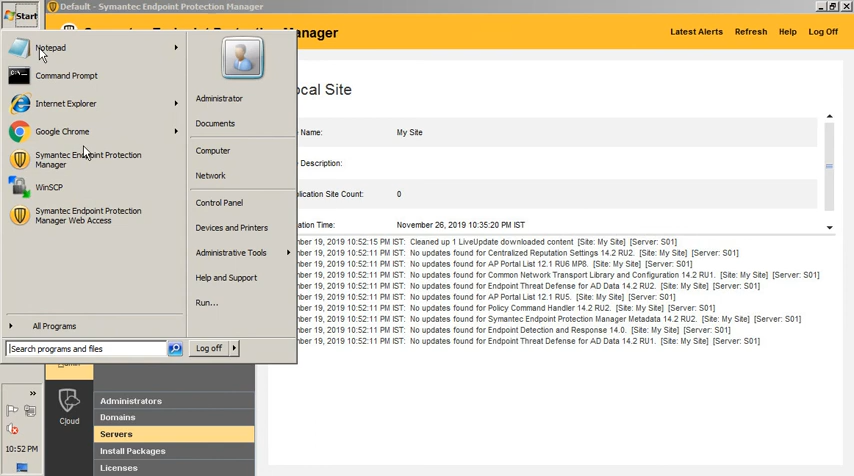 Start
Default - Symantec Endpoint Protection Manager
Manager
Latest Alerts
Refresh
Help
Log Off
Notepad
Command Prompt
Internet Explorer
Google Chrome
Symantec Endpoint Protection
Manager
WinSCP
Symantec Endpoint Protection
Manager Web Access
All Programs
Search programs and files
Administrator
Documents
Computer
Network
Control Panel
Devices and Printers
Administrative Tools
Help and Support
Run...
Log off
ocal Site
e Name:
My Site
e Description:
plication Site Count:
0
ation Time:
November 26, 2019 10:35:20 PM IST
mber 19, 2019 10:52:15 PM IST: Cleaned up 1 LiveUpdate downloaded content [Site: My Site] [Server: S01]
mber 19, 2019 10:52:11 PM IST: No updates found for Centralized Reputation Settings 14.2 RU2. [Site: My Site] [Server: S01]
mber 19, 2019 10:52:11 PM IST: No updates found for AP Portal List 12.1 RU6 MP8. [Site: My Site] [Server: S01]
mber 19, 2019 10:52:11 PM IST: No updates found for Common Network Transport Library and Configuration 14.2 RU1. [Site: My Site] [Server: S01]
mber 19, 2019 10:52:11 PM IST: No updates found for Endpoint Threat Defense for AD Data 14.2 RU2. [Site: My Site] [Server: S01]
mber 19, 2019 10:52:11 PM IST: No updates found for AP Portal List 12.1 RU5. [Site: My Site] [Server: S01]
mber 19, 2019 10:52:11 PM IST: No updates found for Policy Command Handler 14.2 RU2. [Site: My Site] [Server: S01]
mber 19, 2019 10:52:11 PM IST: No updates found for Symantec Endpoint Protection Manager Metadata 14.2 RU2. [Site: My Site] [Server: S01]
mber 19, 2019 10:52:11 PM IST: No updates found for Endpoint Detection and Response 14.0. [Site: My Site] [Server: S01]
mber 19, 2019 10:52:11 PM IST: No updates found for Endpoint Threat Defense for AD Data 14.2 RU1. [Site: My Site] [Server: S01]
Cloud
Administrators
Domains
Servers
Install Packages
Licenses
10:52 PM